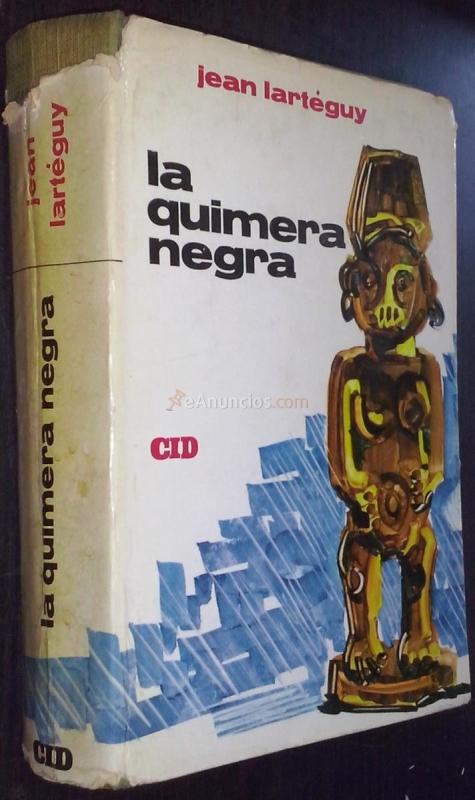 jean lartéguy
la
quimera
negra
eAnuncios.com
CID
jean
lartéguy
la quimera negra
CID